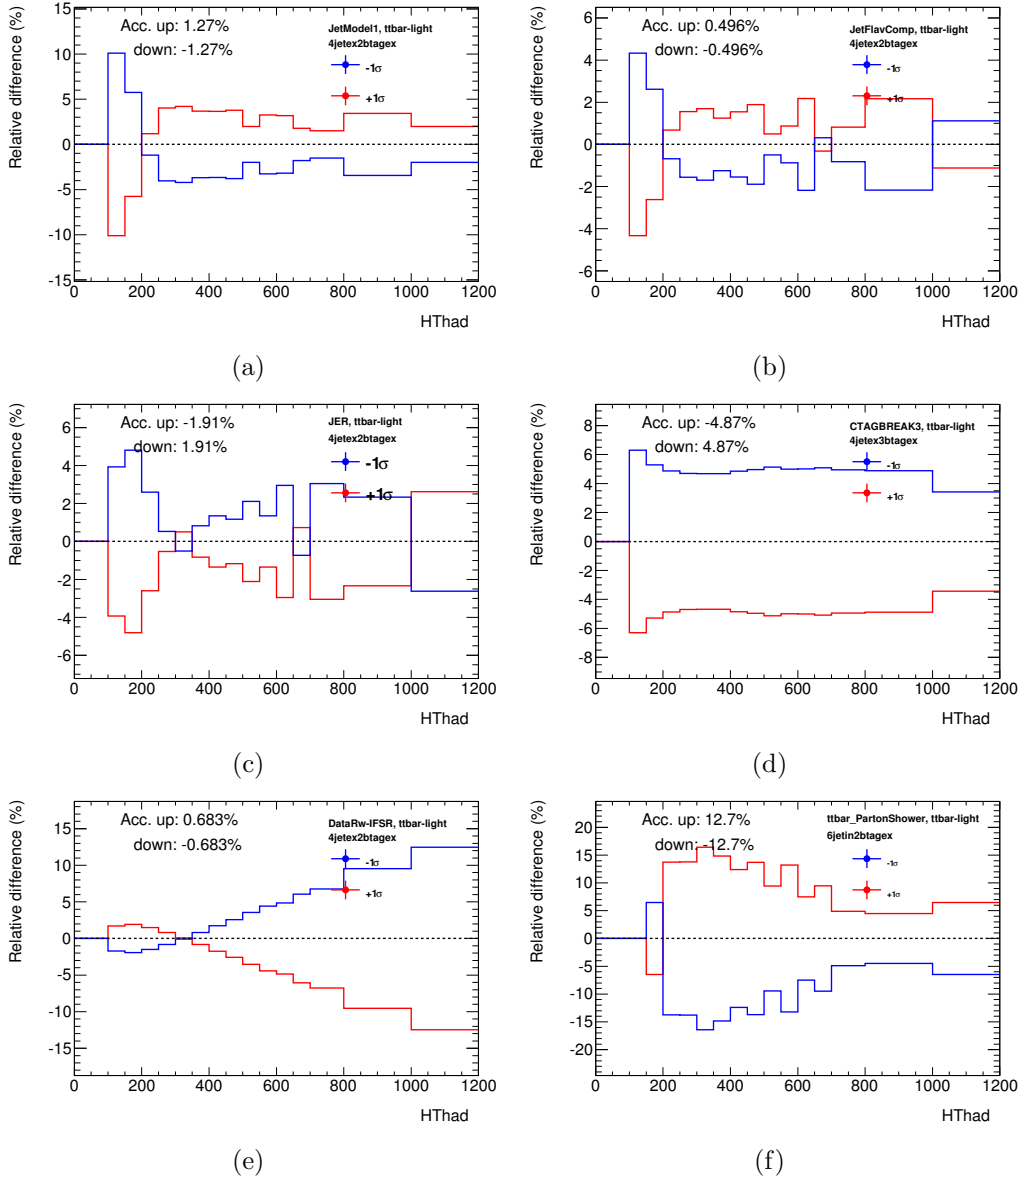 Relative difference (%)
Acc. up: 1.27%
down: -1.27%
JetModel1, ttbar-light
4jetex2btagex
-1σ
+1σ
15
10
5
0
-5
-10
-15
0 200 400 600 800 1000 1200
HThad
(a)
Relative difference (%)
Acc. up: 0.496%
down: -0.496%
JetFlavComp, ttbar-light
4jetex2btagex
-1σ
+1σ
6
4
2
0
-2
-4
-6
0 200 400 600 800 1000 1200
HThad
(b)
Relative difference (%)
Acc. up: -1.91%
down: 1.91%
JER, ttbar-light
4jetex2btagex
-1σ
+1σ
6
4
2
0
-2
-4
-6
0 200 400 600 800 1000 1200
HThad
(c)
Relative difference (%)
Acc. up: -4.87%
down: 4.87%
CTAGBREAK3, ttbar-light
4jetex3btagex
-1σ
+1σ
8
6
4
2
0
-2
-4
-6
-8
0 200 400 600 800 1000 1200
HThad
(d)
Relative difference (%)
Acc. up: 0.683%
down: -0.683%
DataRw-IFSR, ttbar-light
4jetex2btagex
-1σ
+1σ
15
10
5
0
-5
-10
-15
0 200 400 600 800 1000 1200
HThad
(e)
Relative difference (%)
Acc. up: 12.7%
down: -12.7%
ttbar_PartonShower, ttbar-light
6jetin2btagex
-1σ
+1σ
20
15
10
5
0
-5
-10
-15
-20
0 200 400 600 800 1000 1200
HThad
(f)